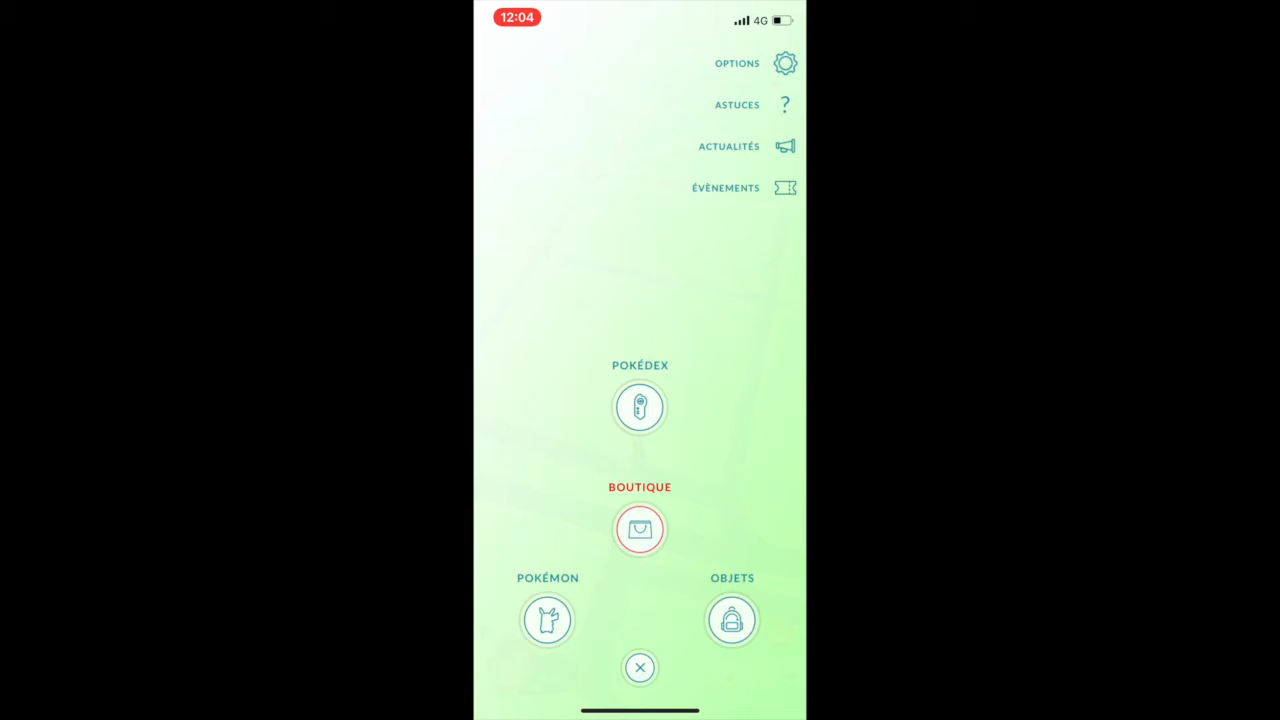 12:04
4G
OPTIONS
ASTUCES
?
ACTUALITÉS
ÉVÈNEMENTS
POKÉDEX
BOUTIQUE
POKÉMON
OBJETS